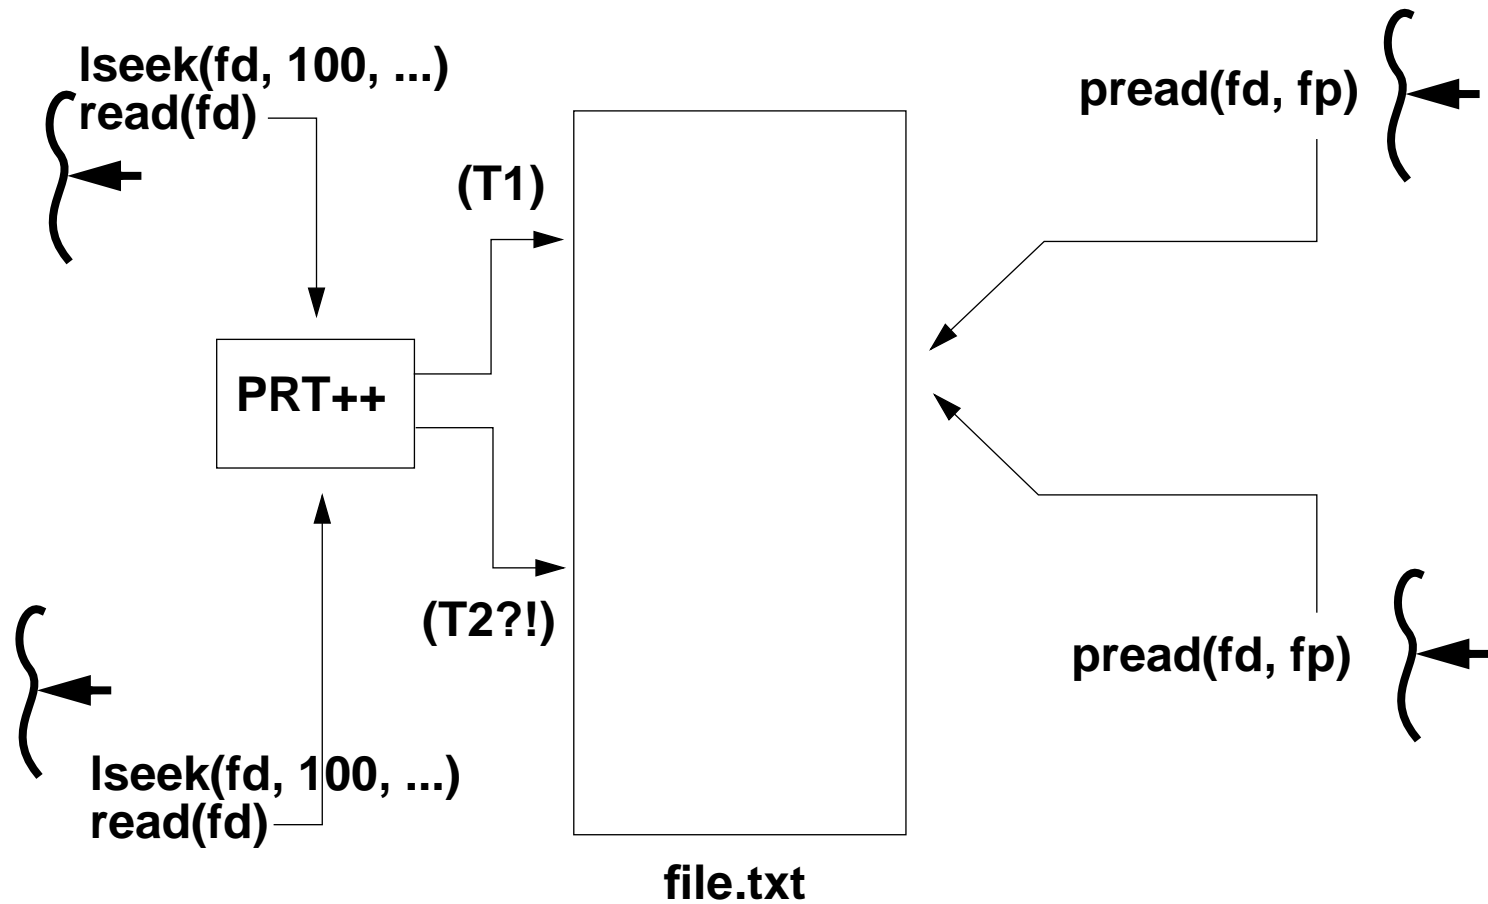 lseek(fd, 100, ...)
read(fd)
pread(fd, fp)
(T1)
PRT++
(T2?!)
pread(fd, fp)
lseek(fd, 100, ...)
read(fd)
file.txt